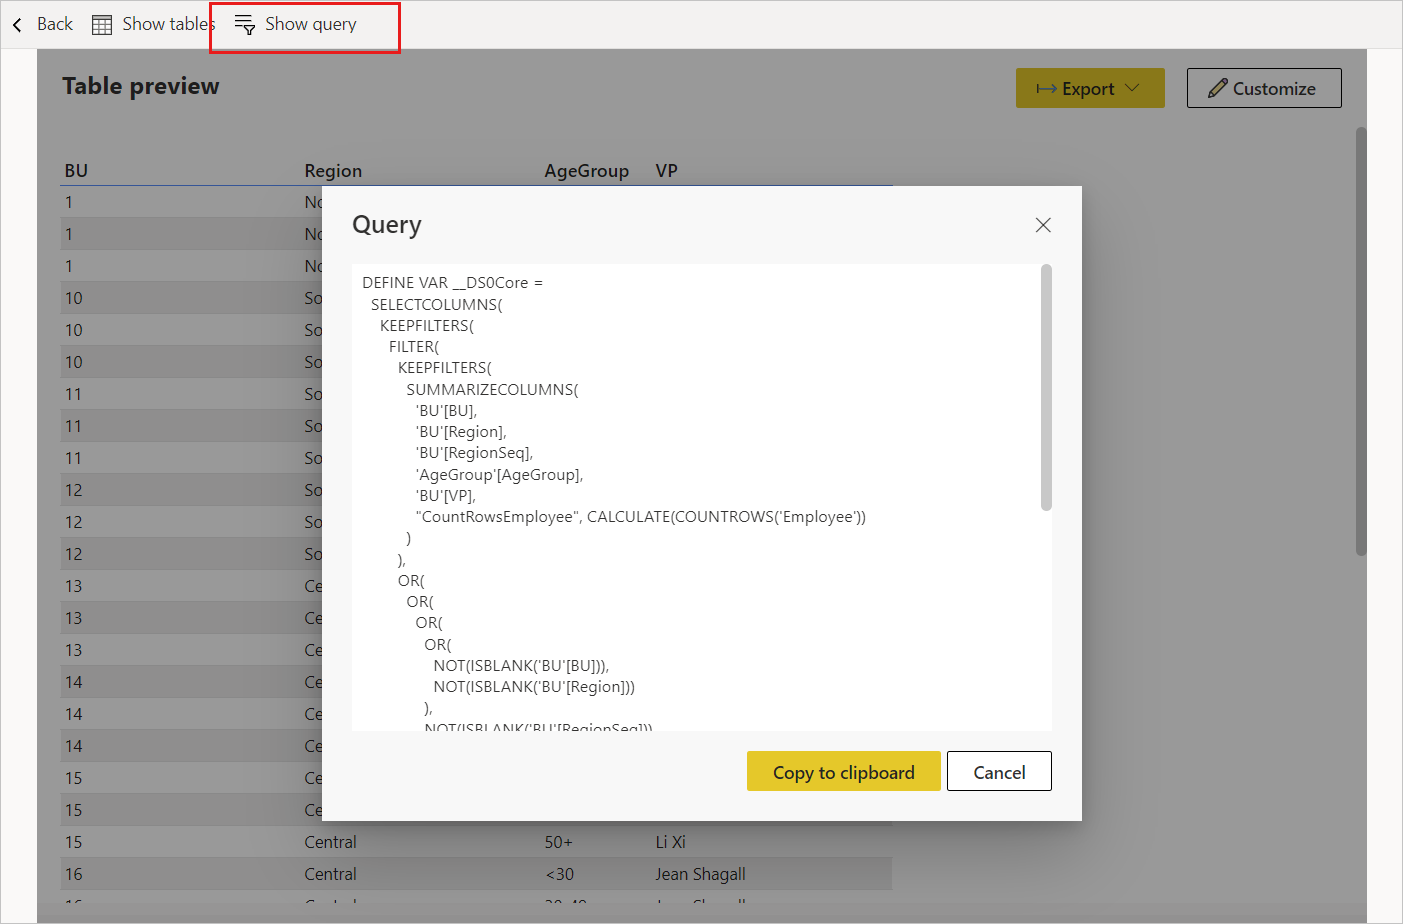 Back Show tables Show query
Table preview
Export Customize
BU Region AgeGroup VP
1 No
1 No
1 No
10 So
10 So
10 So
11 So
11 So
11 So
12 So
12 So
12 So
13 Ce
13 Ce
13 Ce
14 Ce
14 Ce
14 Ce
15 Ce
15 Ce
15 Central 50+ Li Xi
16 Central <30 Jean Shagall
Query
DEFINE VAR __DS0Core =
SELECTCOLUMNS(
KEEPFILTERS(
FILTER(
KEEPFILTERS(
SUMMARIZECOLUMNS(
'BU'[BU],
'BU'[Region],
'BU'[RegionSeq],
'AgeGroup'[AgeGroup],
'BU'[VP],
"CountRowsEmployee", CALCULATE(COUNTROWS('Employee'))
)
),
OR(
OR(
OR(
OR(
NOT(ISBLANK('BU'[BU])),
NOT(ISBLANK('BU'[Region]))
),
NOT(ISBLANK('BU'[RegionSeq]))
Copy to clipboard Cancel